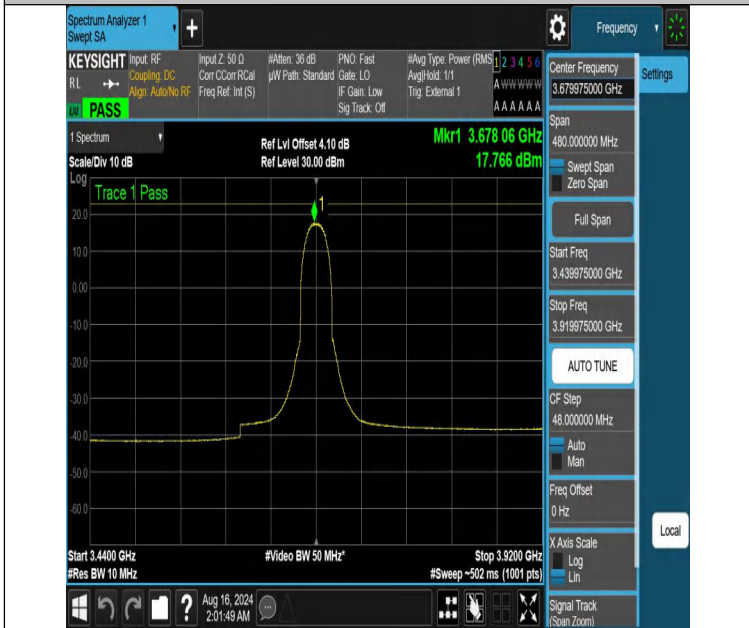 Spectrum Analyzer 1
Swept SA
+
Frequency
KEYSIGHT
RL
PASS
Input: RF
Coupling: DC
Align: Auto/No RF
Input Z: 50 Ω
Corr CCorr RCal
Freq Ref: Int (S)
#Atten: 36 dB
µW Path: Standard
PNO: Fast
Gate: LO
IF Gain: Low
Sig Track: Off
#Avg Type: Power (RMS
Avg|Hold: 1/1
Trig: External 1
1 2 3 4 5 6
A W W W W W
A A A A A A
1 Spectrum
Scale/Div 10 dB
Ref Lvl Offset 4.10 dB
Ref Level 30.00 dBm
Mkr1 3.678 06 GHz
17.766 dBm
Log
Trace 1 Pass
1
20.0
10.0
0.00
-10.0
-20.0
-30.0
-40.0
-50.0
-60.0
Start 3.4400 GHz
#Res BW 10 MHz
#Video BW 50 MHz*
Stop 3.9200 GHz
#Sweep ~502 ms (1001 pts)
Center Frequency
3.679975000 GHz
Settings
Span
480.000000 MHz
Swept Span
Zero Span
Full Span
Start Freq
3.439975000 GHz
Stop Freq
3.919975000 GHz
AUTO TUNE
CF Step
48.000000 MHz
Auto
Man
Freq Offset
0 Hz
X Axis Scale
Log
Lin
Local
Signal Track
(Span Zoom)
?
Aug 16, 2024
2:01:49 AM